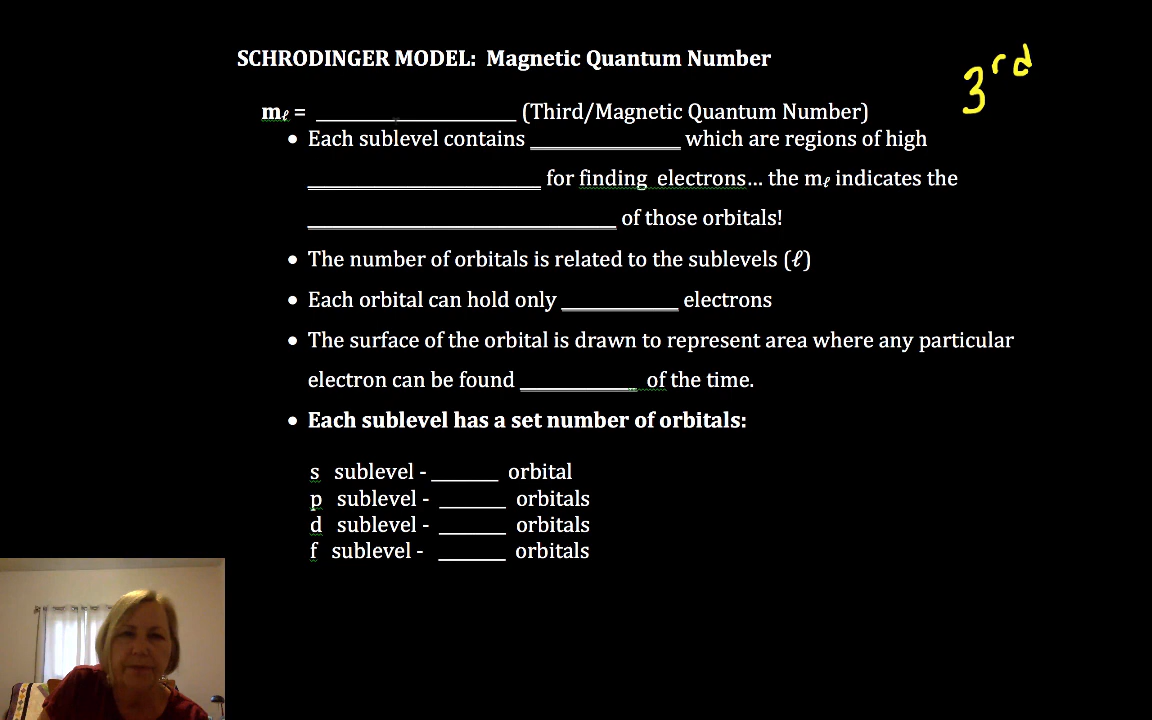 SCHRODINGER MODEL: Magnetic Quantum Number
3rd
mℓ = ____________________ (Third/Magnetic Quantum Number)
• Each sublevel contains _______________ which are regions of high
_______________________ for finding electrons… the mℓ indicates the
_______________________________ of those orbitals!
• The number of orbitals is related to the sublevels (ℓ)
• Each orbital can hold only ____________ electrons
• The surface of the orbital is drawn to represent area where any particular
electron can be found ____________ of the time.
• Each sublevel has a set number of orbitals:
s sublevel - _______ orbital
p sublevel - _______ orbitals
d sublevel - _______ orbitals
f sublevel - _______ orbitals